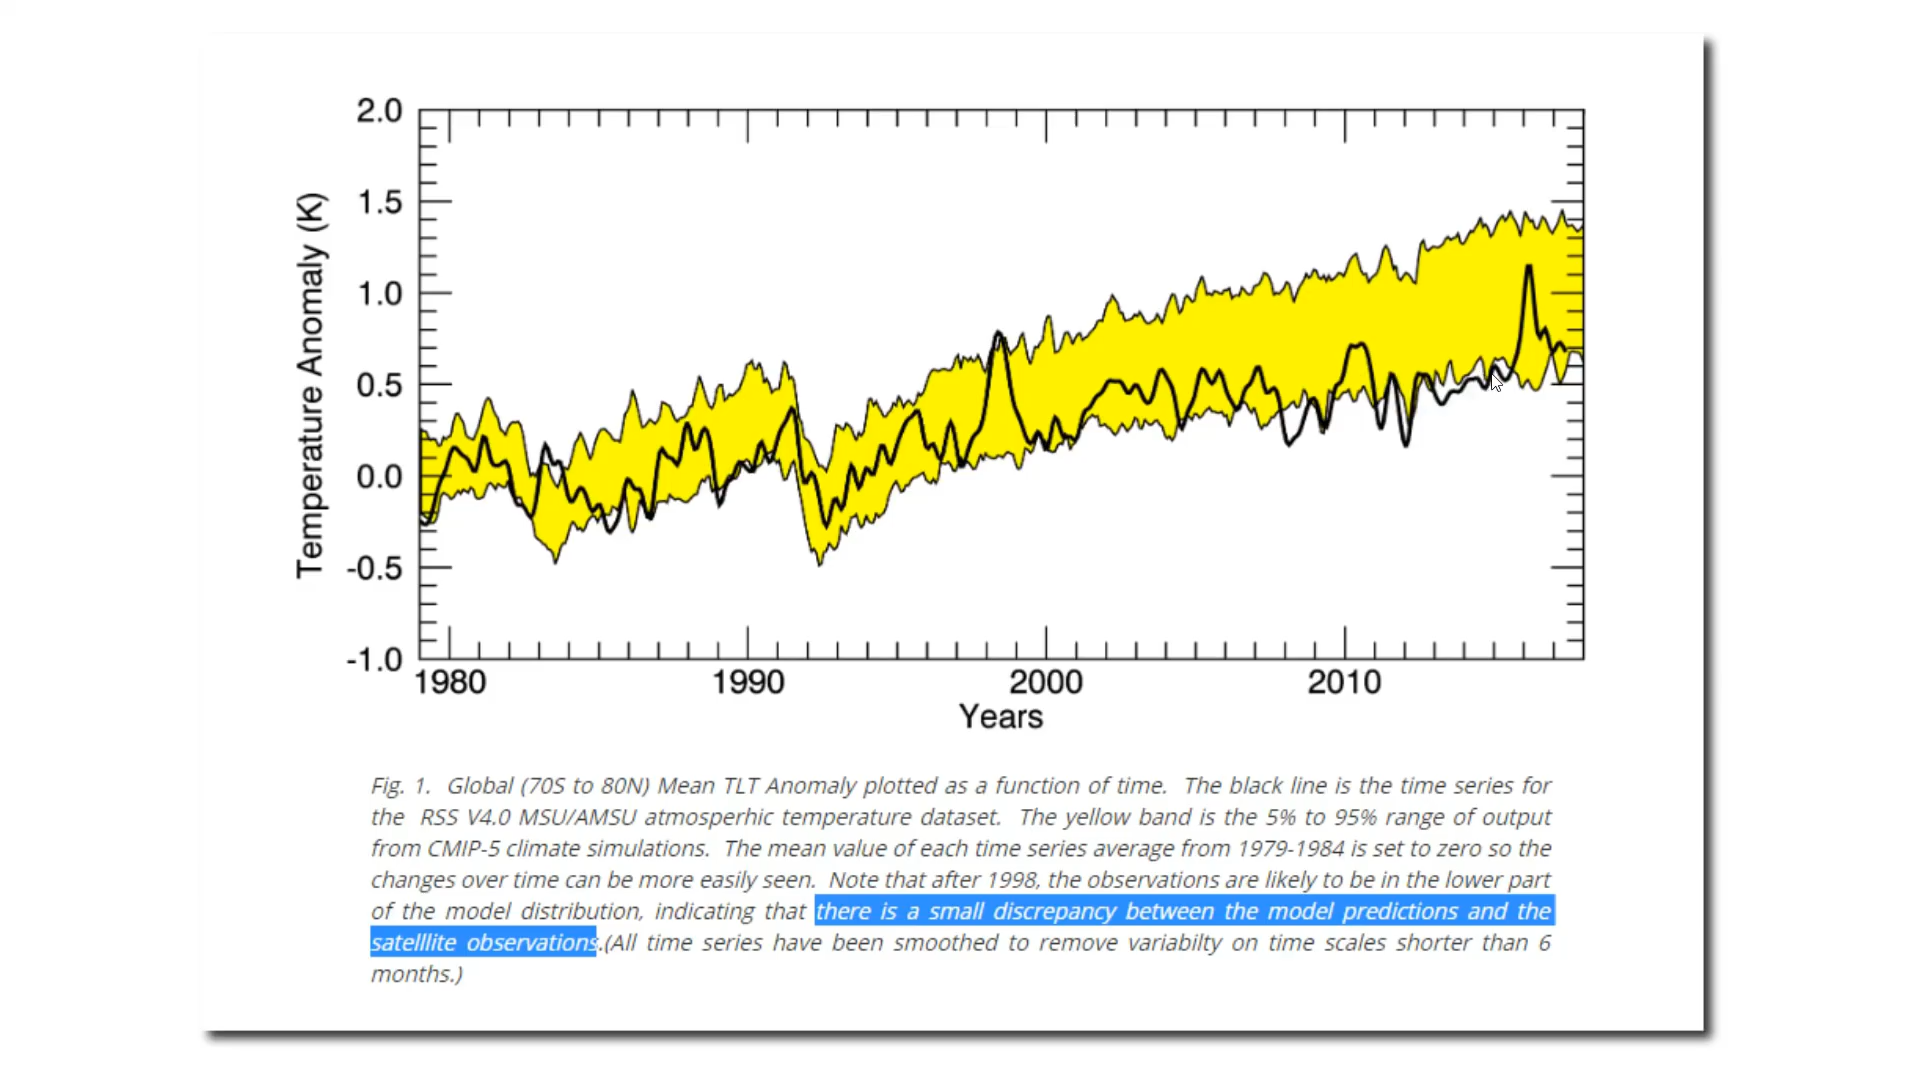 2.0
1.5
1.0
0.5
0.0
-0.5
-1.0
Temperature Anomaly (K)
1980 1990 2000 2010
Years
Fig. 1. Global (70S to 80N) Mean TLT Anomaly plotted as a function of time. The black line is the time series for
the RSS V4.0 MSU/AMSU atmosperhic temperature dataset. The yellow band is the 5% to 95% range of output
from CMIP-5 climate simulations. The mean value of each time series average from 1979-1984 is set to zero so the
changes over time can be more easily seen. Note that after 1998, the observations are likely to be in the lower part
of the model distribution, indicating that there is a small discrepancy between the model predictions and the
satelllite observations.(All time series have been smoothed to remove variabilty on time scales shorter than 6
months.)